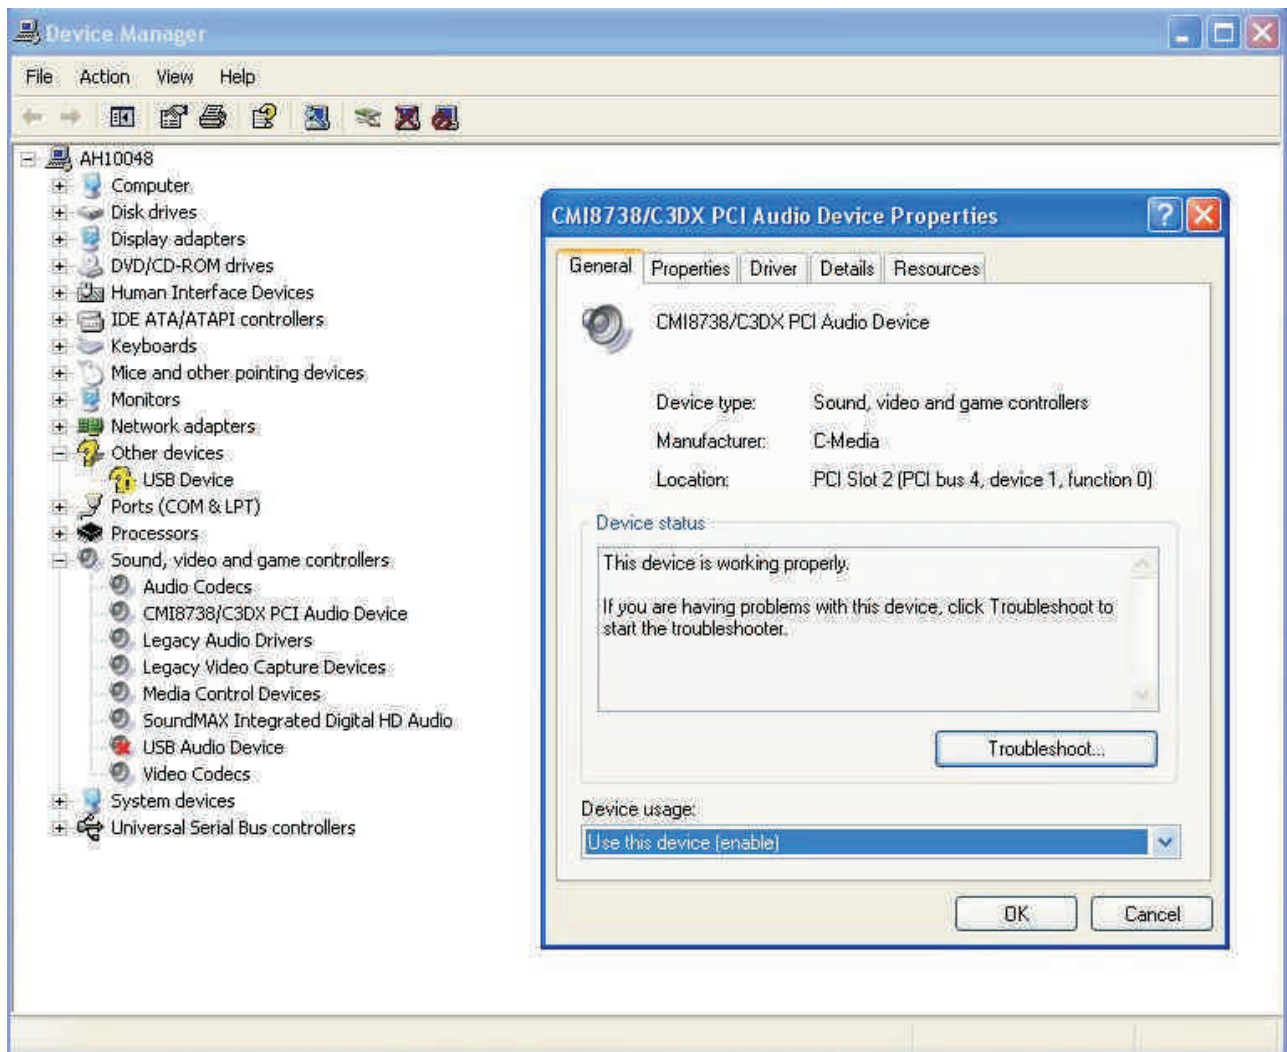 Device Manager
File Action View Help
AH10048
Computer
Disk drives
Display adapters
DVD/CD-ROM drives
Human Interface Devices
IDE ATA/ATAPI controllers
Keyboards
Mice and other pointing devices
Monitors
Network adapters
Other devices
USB Device
Ports (COM & LPT)
Processors
Sound, video and game controllers
Audio Codecs
CMI8738/C3DX PCI Audio Device
Legacy Audio Drivers
Legacy Video Capture Devices
Media Control Devices
SoundMAX Integrated Digital HD Audio
USB Audio Device
Video Codecs
System devices
Universal Serial Bus controllers
CMI8738/C3DX PCI Audio Device Properties
General Properties Driver Details Resources
CMI8738/C3DX PCI Audio Device
Device type: Sound, video and game controllers
Manufacturer: C-Media
Location: PCI Slot 2 (PCI bus 4, device 1, function 0)
Device status
This device is working properly.
If you are having problems with this device, click Troubleshoot to
start the troubleshooter.
Troubleshoot...
Device usage:
Use this device (enable)
OK Cancel